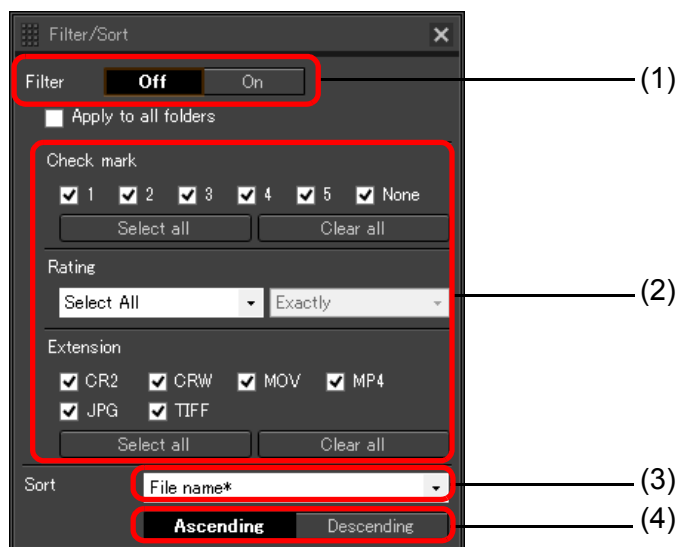 Filter/Sort
Filter Off On (1)
Apply to all folders
Check mark
1 2 3 4 5 None
Select all Clear all
Rating
Select All Exactly (2)
Extension
CR2 CRW MOV MP4
JPG TIFF
Select all Clear all
Sort File name* (3)
Ascending Descending (4)